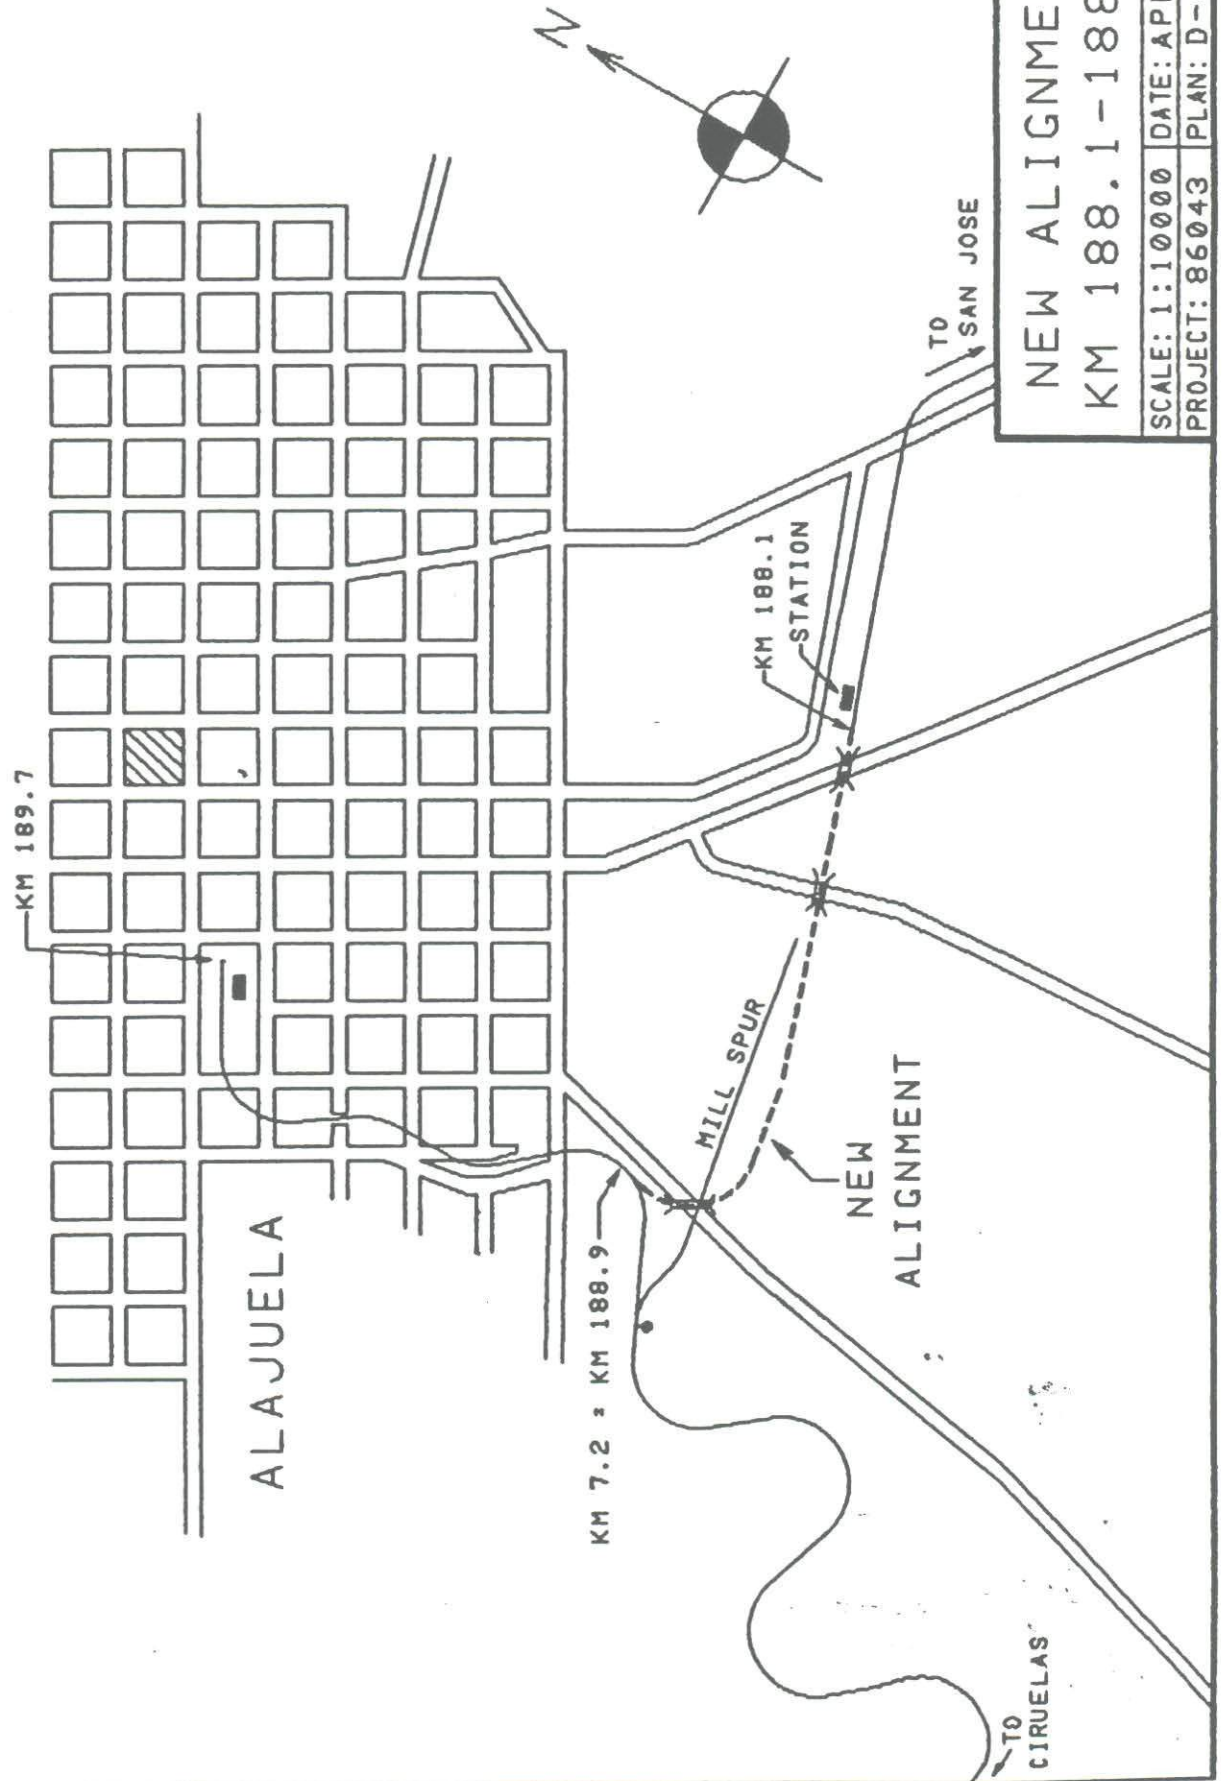 KM 189.7
ALAJUELA
KM 7.2 = KM 188.9
MILL SPUR
NEW
ALIGNMENT
KM 188.1
STATION
TO
SAN JOSE
TO
CIRUELAS
N
NEW ALIGNME
KM 188.1-188
SCALE: 1:10000 DATE: AP
PROJECT: 86043 PLAN: D-